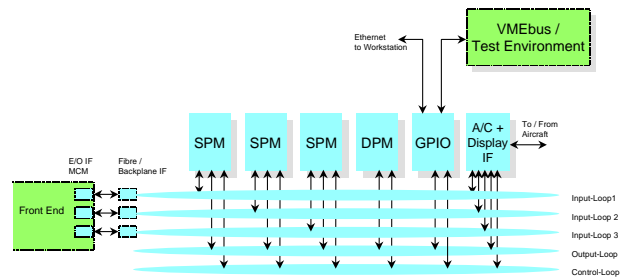 VMEbus /
Test Environment
Ethernet
to Workstation
SPM
SPM
SPM
DPM
GPIO
A/C +
Display
IF
To / From
Aircraft
E/O IF
MCM
Fibre /
Backplane IF
Front End
Input-Loop1
Input-Loop 2
Input-Loop 3
Output-Loop
Control-Loop